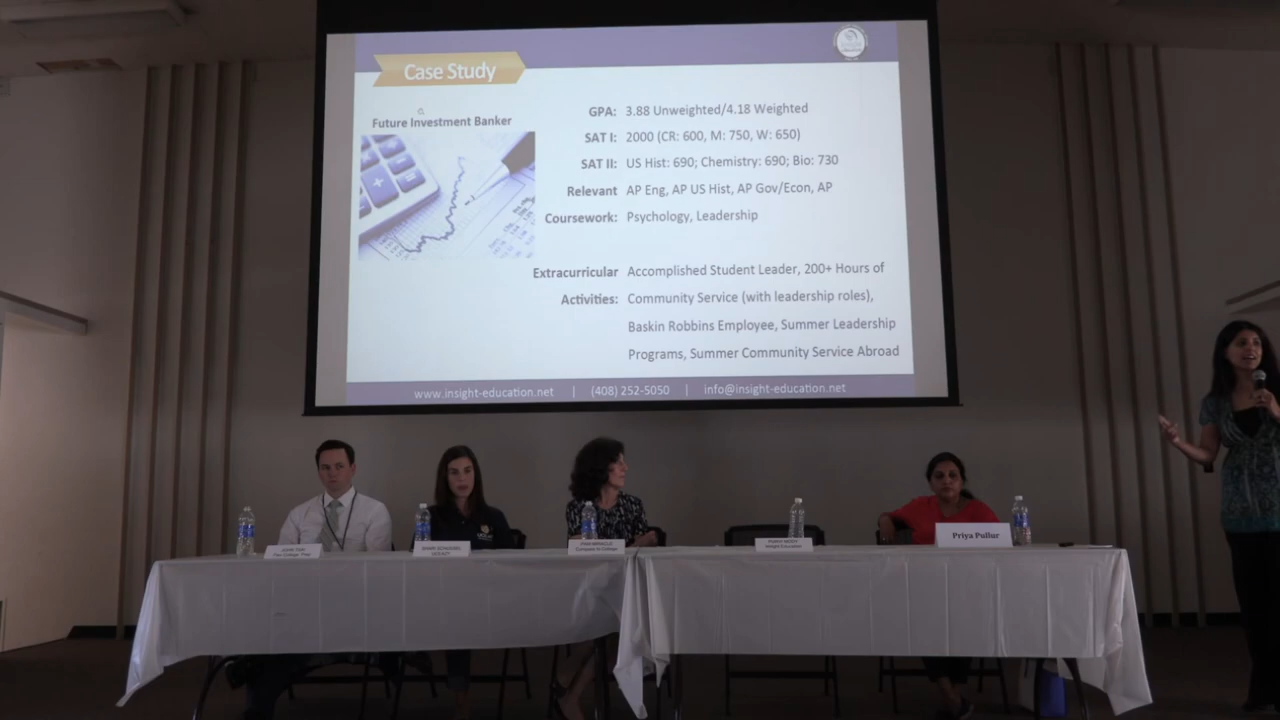 Case Study
Future Investment Banker
GPA: 3.88 Unweighted/4.18 Weighted
SAT I: 2000 (CR: 600, M: 750, W: 650)
SAT II: US Hist: 690; Chemistry: 690; Bio: 730
Relevant AP Eng, AP US Hist, AP Gov/Econ, AP
Coursework: Psychology, Leadership
Extracurricular Accomplished Student Leader, 200+ Hours of
Activities: Community Service (with leadership roles),
Baskin Robbins Employee, Summer Leadership
Programs, Summer Community Service Abroad
www.insight-education.net | (408) 252-5050 | info@insight-education.net
Priya Pullur
Insight Education